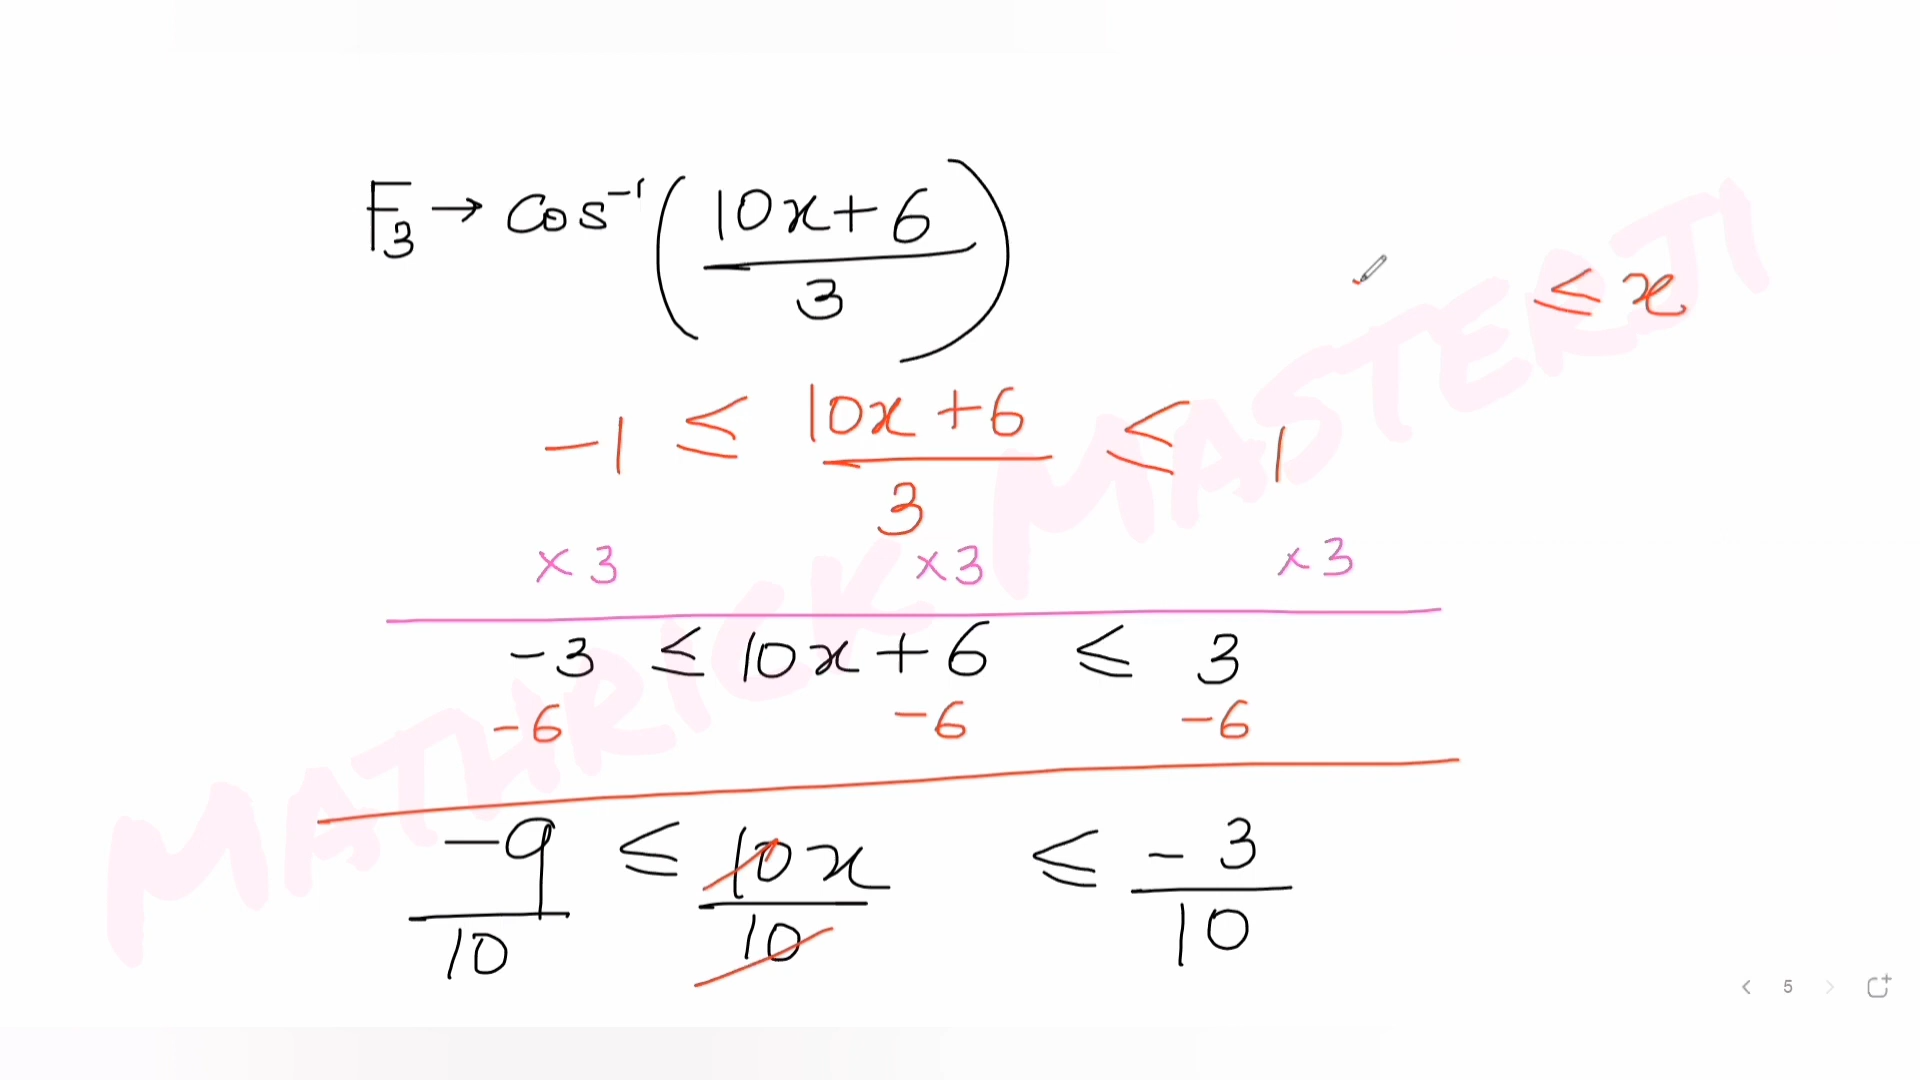 F₃ → cos⁻¹ ( (10x+6)/3 )
≤ x
-1 ≤ (10x+6)/3 ≤ 1
×3 ×3 ×3
-3 ≤ 10x+6 ≤ 3
-6 -6 -6
-9/10 ≤ 10x/10 ≤ -3/10
MATHRICK MASTERJI
< 5 >